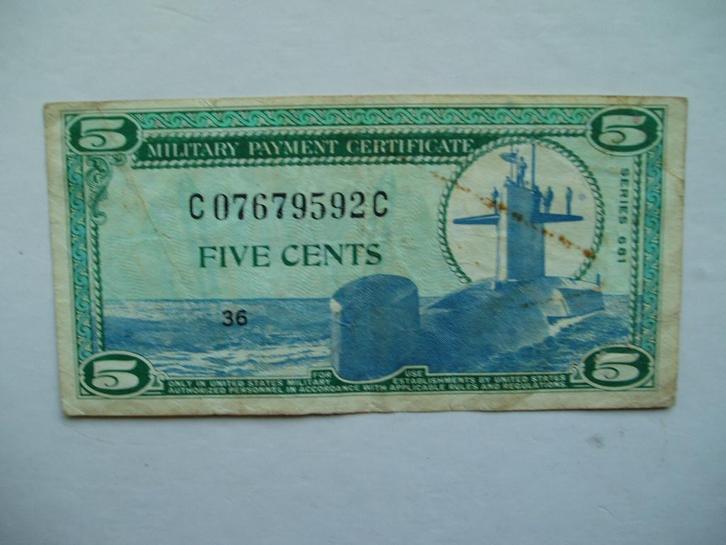 5
5
MILITARY PAYMENT CERTIFICATE
C07679592C
FIVE CENTS
SERIES 681
36
5
5
FOR USE
ONLY IN UNITED STATES MILITARY ESTABLISHMENTS BY UNITED STATES
AUTHORIZED PERSONNEL IN ACCORDANCE WITH APPLICABLE RULES AND REGULATIONS